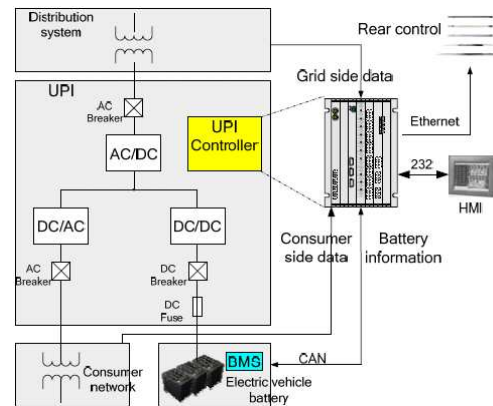 Distribution
system
Rear control
UPI
Grid side data
AC
Breaker
UPI
Controller
Ethernet
AC/DC
232
HMI
DC/AC
DC/DC
Consumer
side data
Battery
information
AC
Breaker
DC
Breaker
DC
Fuse
Consumer
network
BMS
CAN
Electric vehicle
battery